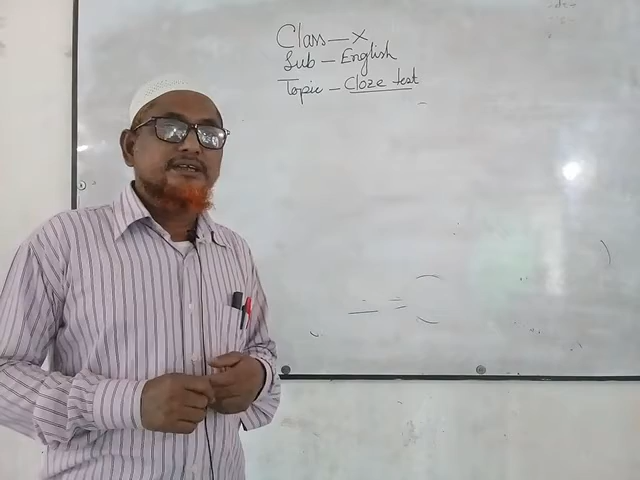 Class — X
Sub – English
Topic – Cloze test